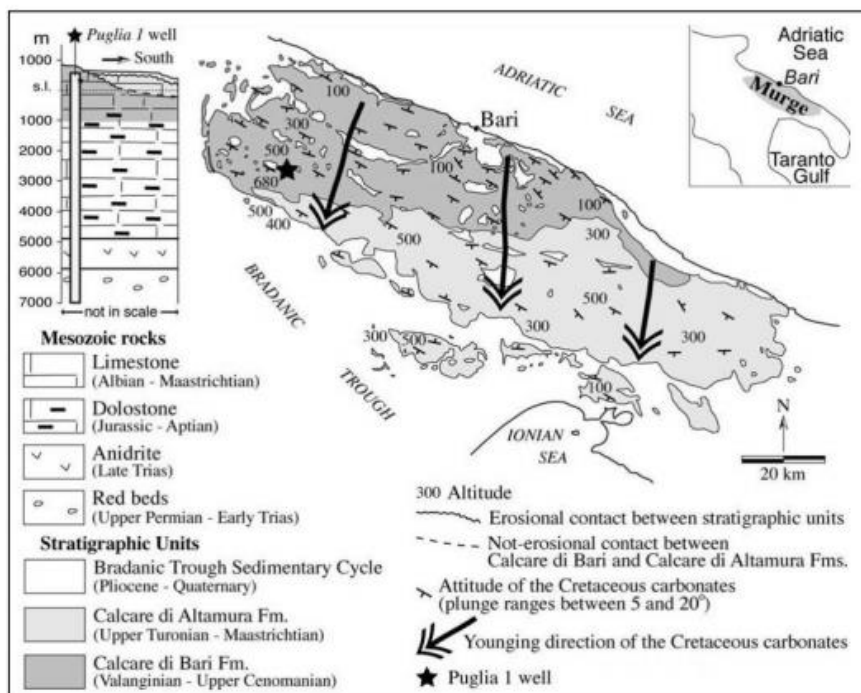 m
Puglia 1 well
South
1000
s.l.
1000
2000
3000
4000
5000
6000
7000
not in scale
Mesozoic rocks
Limestone
(Albian - Maastrichtian)
Dolostone
(Jurassic - Aptian)
Anidrite
(Late Trias)
Red beds
(Upper Permian - Early Trias)
Stratigraphic Units
Bradanic Trough Sedimentary Cycle
(Pliocene - Quaternary)
Calcare di Altamura Fm.
(Upper Turonian - Maastrichtian)
Calcare di Bari Fm.
(Valanginian - Upper Cenomanian)
ADRIATIC
SEA
Bari
100
300
500
680
500
400
100
500
100
300
500
300
300
300
500
100
BRADANIC
TROUGH
IONIAN
SEA
N
20 km
Adriatic
Sea
Bari
Murge
Taranto
Gulf
300 Altitude
Erosional contact between stratigraphic units
Not-erosional contact between
Calcare di Bari and Calcare di Altamura Fms.
Attitude of the Cretaceous carbonates
(plunge ranges between 5 and 20°)
Younging direction of the Cretaceous carbonates
Puglia 1 well